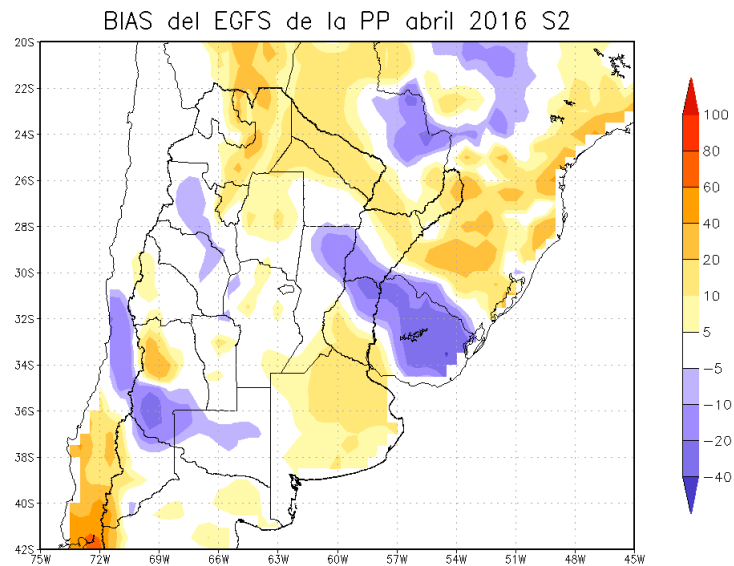 BIAS del EGFS de la PP abril 2016 S2
20S
22S
24S
26S
28S
30S
32S
34S
36S
38S
40S
42S
75W 72W 69W 66W 63W 60W 57W 54W 51W 48W 45W
100
80
60
40
20
10
5
-5
-10
-20
-40